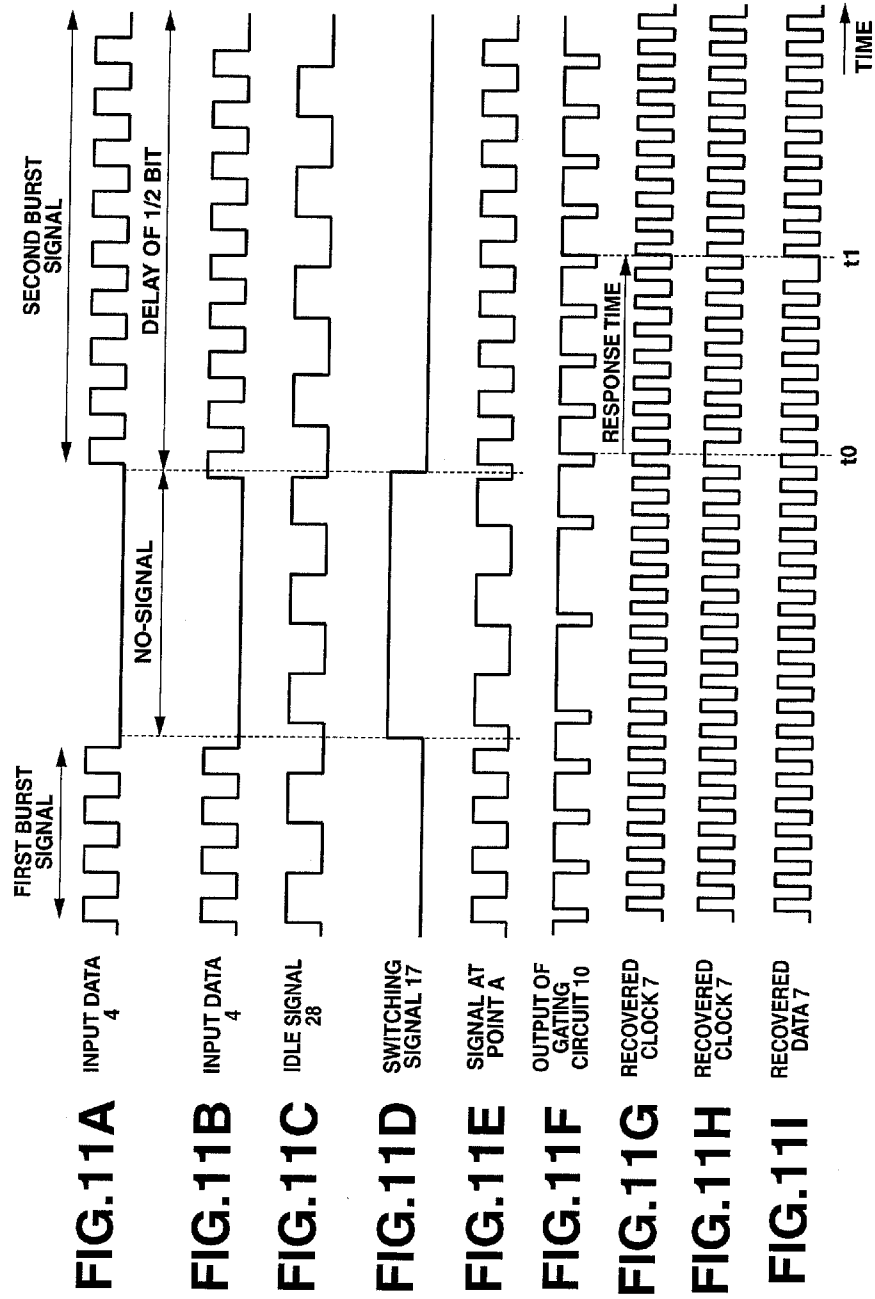 FIG.11A
INPUT DATA
4
FIRST BURST
SIGNAL
SECOND BURST
SIGNAL
NO-SIGNAL
DELAY OF 1/2 BIT
FIG.11B
INPUT DATA
4
FIG.11C
IDLE SIGNAL
28
FIG.11D
SWITCHING
SIGNAL 17
FIG.11E
SIGNAL AT
POINT A
FIG.11F
OUTPUT OF
GATING
CIRCUIT 10
RESPONSE TIME
FIG.11G
RECOVERED
CLOCK 7
FIG.11H
RECOVERED
CLOCK 7
FIG.11I
RECOVERED
DATA 7
t0
t1
TIME